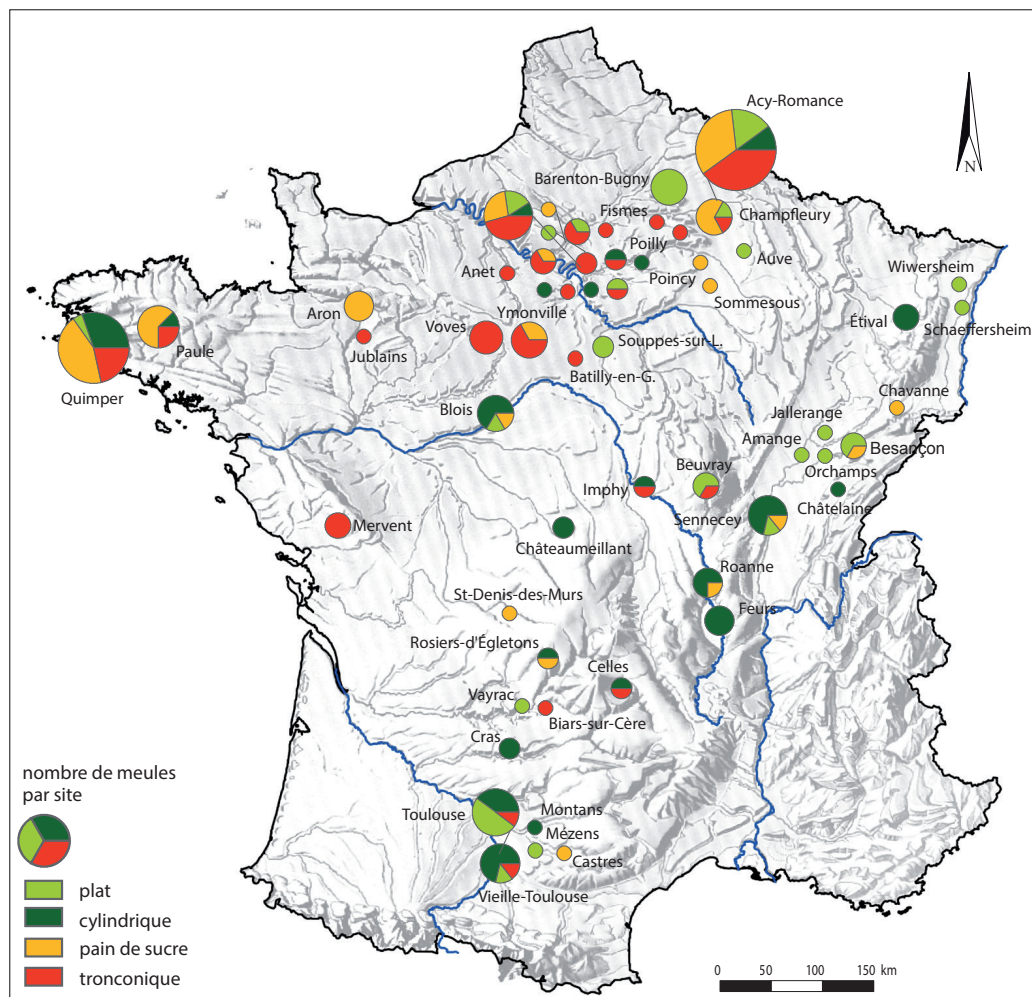 Acy-Romance
N
Barenton-Bugny
Fismes
Champfleury
Poilly
Auve
Anet
Poincy
Wiwersheim
Sommesous
Aron
Ymonville
Voves
Étival
Schaeffersheim
Paule
Jublains
Souppes-sur-L.
Batilly-en-G.
Quimper
Chavanne
Blois
Jallerange
Amange
Besançon
Beuvray
Orchamps
Imphy
Châtelaine
Sennecey
Mervent
Châteaumeillant
Roanne
St-Denis-des-Murs
Feurs
Rosiers-d'Égletons
Celles
Vayrac
Biars-sur-Cère
Cras
nombre de meules
par site
Toulouse
Montans
Mézens
Castres
Vieille-Toulouse
plat
cylindrique
pain de sucre
tronconique
0 50 100 150 km